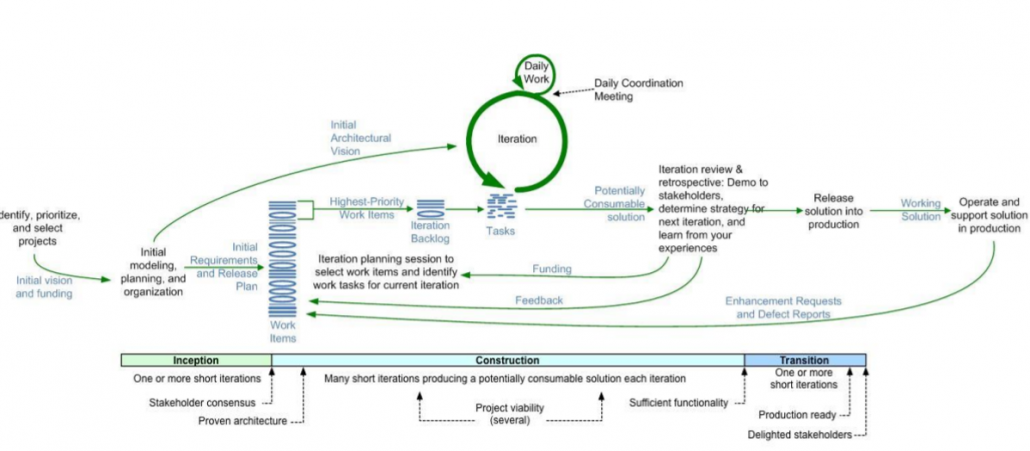 Daily
Work
Daily Coordination
Meeting
Initial
Architectural
Vision
Iteration
Iteration review &
retrospective: Demo to
stakeholders,
determine strategy for
next iteration, and
learn from your
experiences
Highest-Priority
Work Items
Iteration
Backlog
Tasks
Potentially
Consumable
solution
Release
solution into
production
Working
Solution
Operate and
support solution
in production
dentify, prioritize,
and select
projects
Initial vision
and funding
Initial
modeling,
planning, and
organization
Initial
Requirements
and Release
Plan
Iteration planning session to
select work items and identify
work tasks for current iteration
Funding
Feedback
Enhancement Requests
and Defect Reports
Work
Items
Inception
Construction
Transition
One or more short iterations
Many short iterations producing a potentially consumable solution each iteration
One or more
short iterations
Stakeholder consensus
Proven architecture
Project viability
(several)
Sufficient functionality
Production ready
Delighted stakeholders